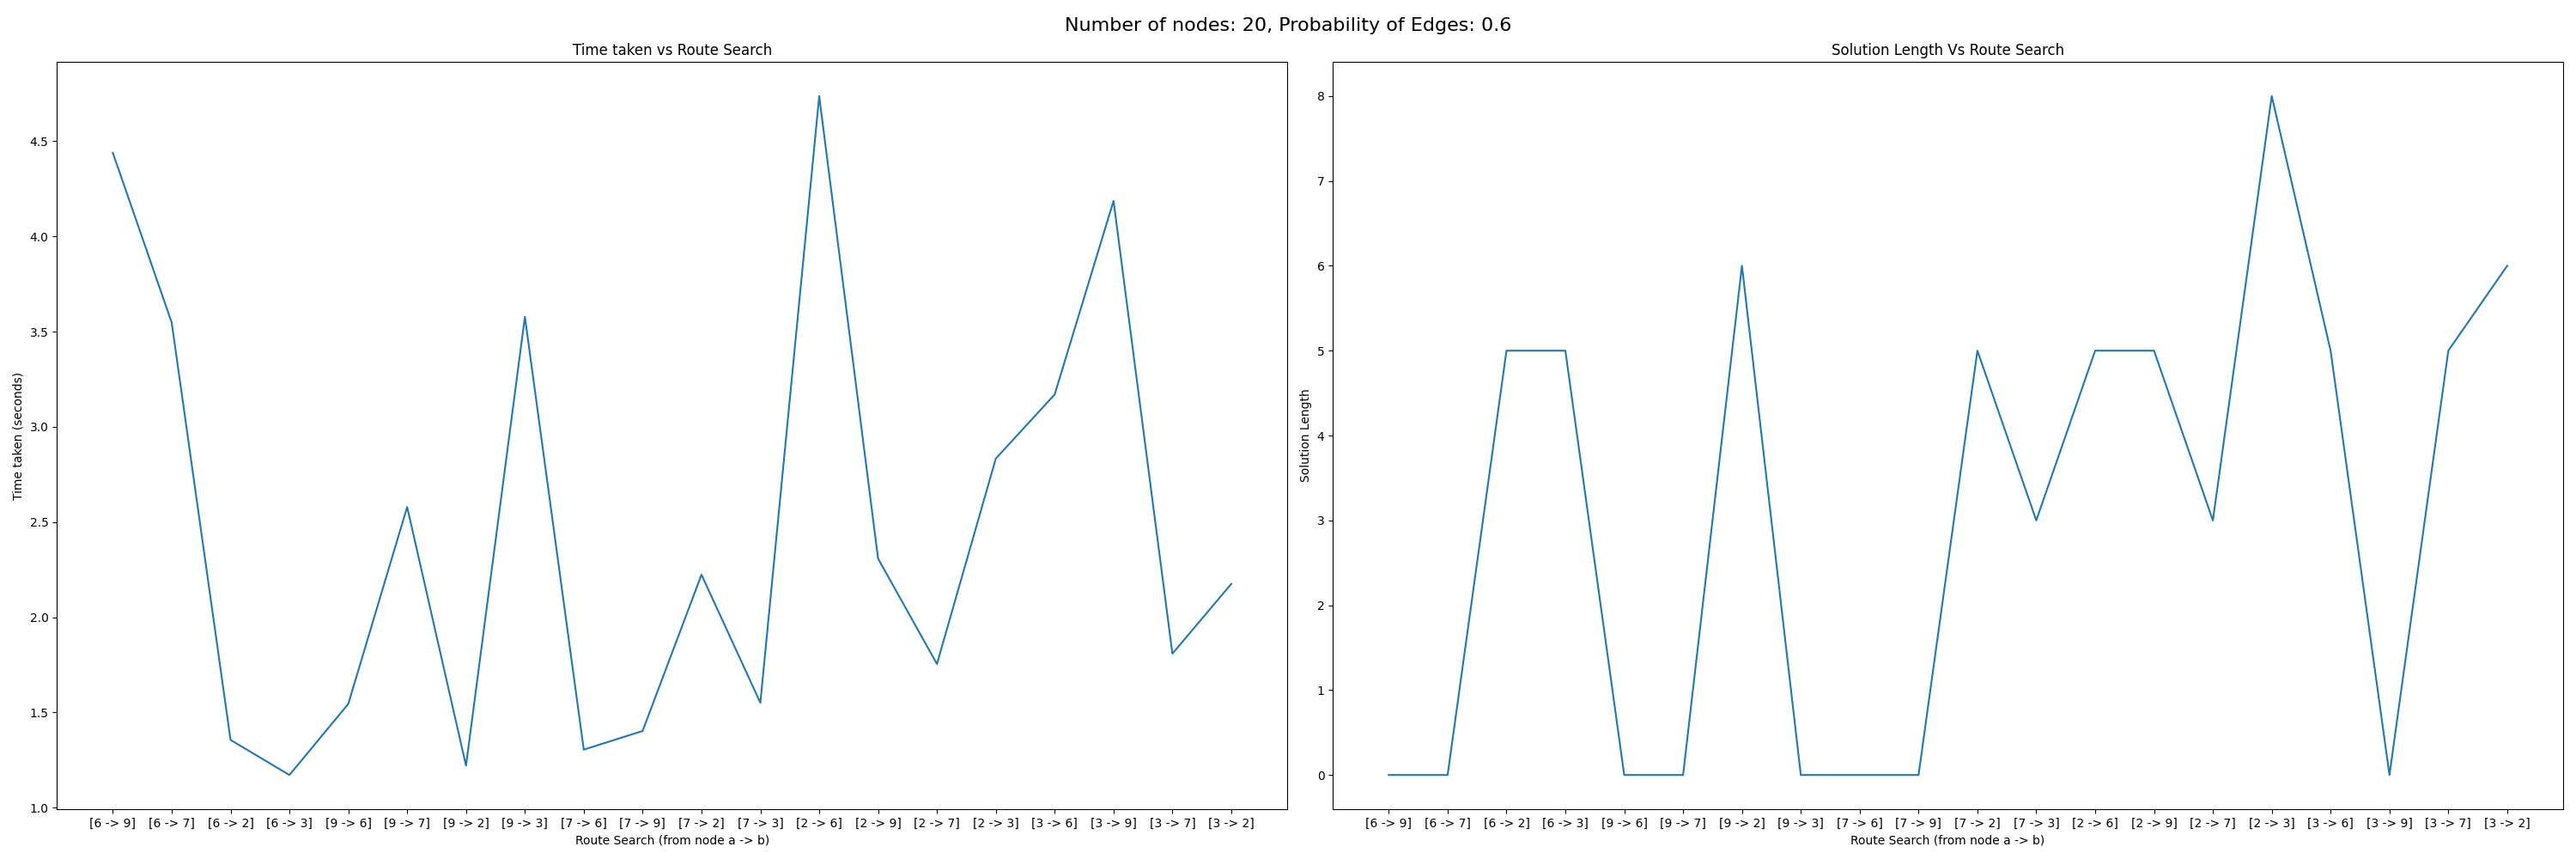 Number of nodes: 20, Probability of Edges: 0.6
Time taken vs Route Search
4.5
4.0
3.5
3.0
2.5
2.0
1.5
1.0
Time taken (seconds)
[6 -> 9] [6 -> 7] [6 -> 2] [6 -> 3] [9 -> 6] [9 -> 7] [9 -> 2] [9 -> 3] [7 -> 6] [7 -> 9] [7 -> 2] [7 -> 3] [2 -> 6] [2 -> 9] [2 -> 7] [2 -> 3] [3 -> 6] [3 -> 9] [3 -> 7] [3 -> 2]
Route Search (from node a -> b)
Solution Length Vs Route Search
8
7
6
5
4
3
2
1
0
Solution Length
[6 -> 9] [6 -> 7] [6 -> 2] [6 -> 3] [9 -> 6] [9 -> 7] [9 -> 2] [9 -> 3] [7 -> 6] [7 -> 9] [7 -> 2] [7 -> 3] [2 -> 6] [2 -> 9] [2 -> 7] [2 -> 3] [3 -> 6] [3 -> 9] [3 -> 7] [3 -> 2]
Route Search (from node a -> b)